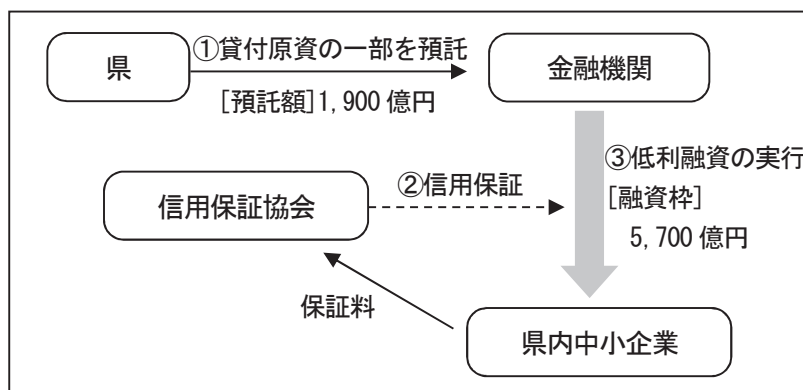 県
①貸付原資の一部を預託
[預託額]1,900 億円
金融機関
③低利融資の実行
[融資枠]
5,700 億円
②信用保証
信用保証協会
保証料
県内中小企業